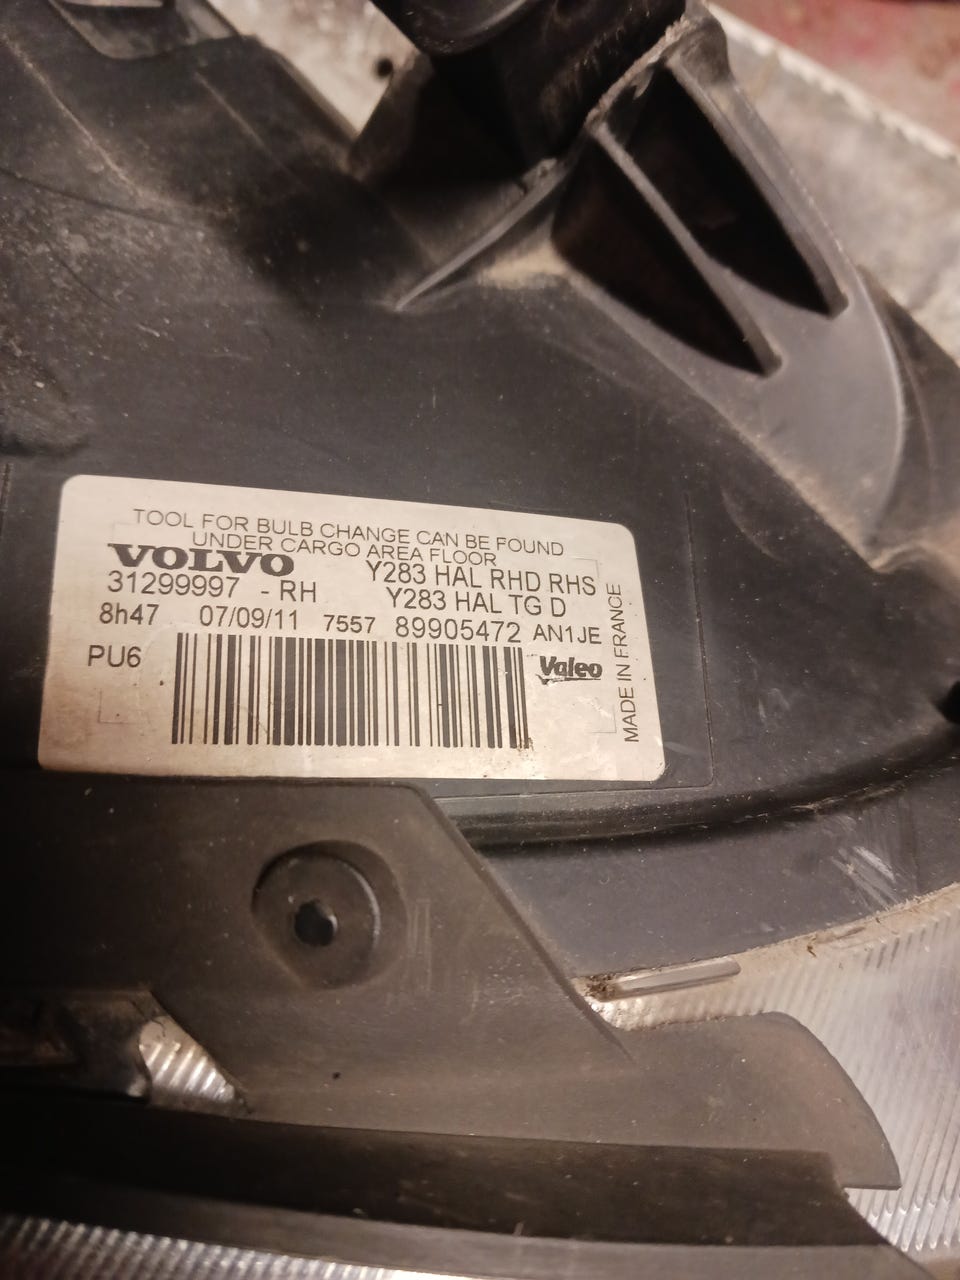 TOOL FOR BULB CHANGE CAN BE FOUND
UNDER CARGO AREA FLOOR
VOLVO Y283 HAL RHD RHS
31299997 - RH Y283 HAL TG D
8h47 07/09/11 7557 89905472 AN1JE
PU6 Valeo
MADE IN FRANCE